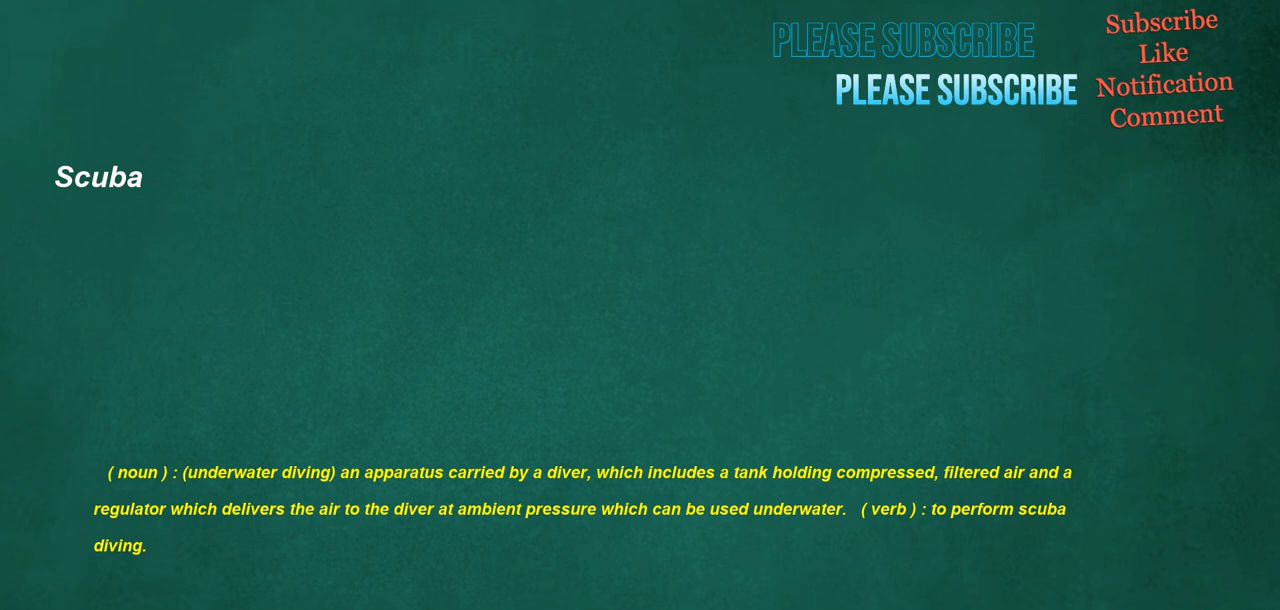 PLEASE SUBSCRIBE
PLEASE SUBSCRIBE
Subscribe
Like
Notification
Comment
Scuba
( noun ) : (underwater diving) an apparatus carried by a diver, which includes a tank holding compressed, filtered air and a
regulator which delivers the air to the diver at ambient pressure which can be used underwater. ( verb ) : to perform scuba
diving.